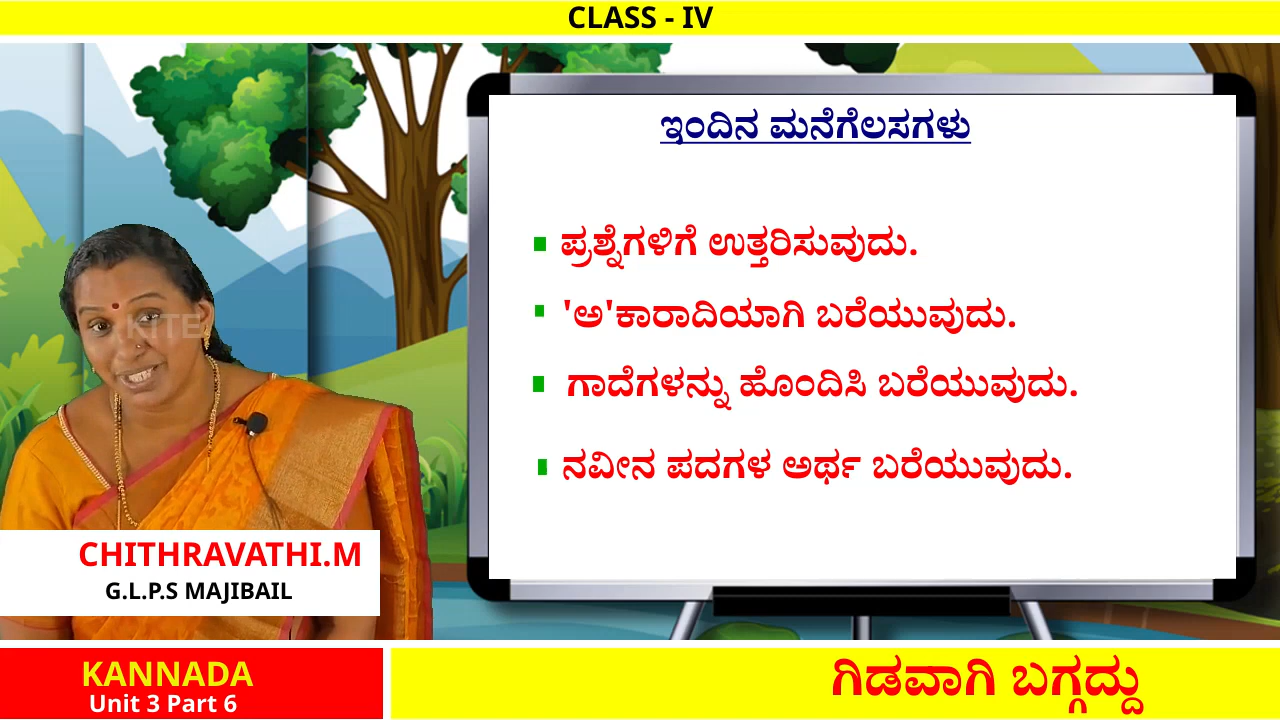 CLASS - IV
ಇಂದಿನ ಮನೆಗೆಲಸಗಳು
ಪ್ರಶ್ನೆಗಳಿಗೆ ಉತ್ತರಿಸುವುದು.
'ಅ'ಕಾರಾದಿಯಾಗಿ ಬರೆಯುವುದು.
ಗಾದೆಗಳನ್ನು ಹೊಂದಿಸಿ ಬರೆಯುವುದು.
ನವೀನ ಪದಗಳ ಅರ್ಥ ಬರೆಯುವುದು.
KITE
CHITHRAVATHI.M
G.L.P.S MAJIBAIL
KANNADA
Unit 3 Part 6
ಗಿಡವಾಗಿ ಬಗ್ಗದ್ದು